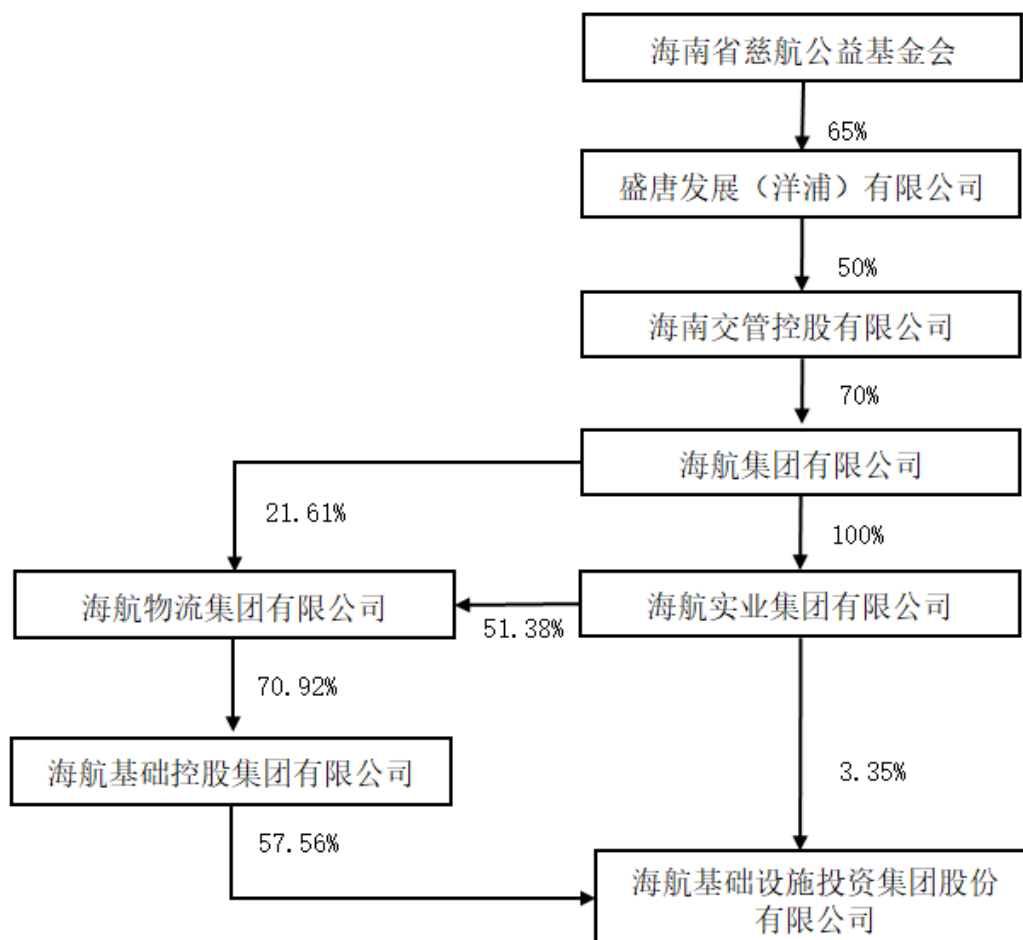 海南省慈航公益基金会
65%
盛唐发展（洋浦）有限公司
50%
海南交管控股有限公司
70%
海航集团有限公司
21.61%
100%
海航物流集团有限公司
海航实业集团有限公司
51.38%
70.92%
海航基础控股集团有限公司
3.35%
57.56%
海航基础设施投资集团股份
有限公司